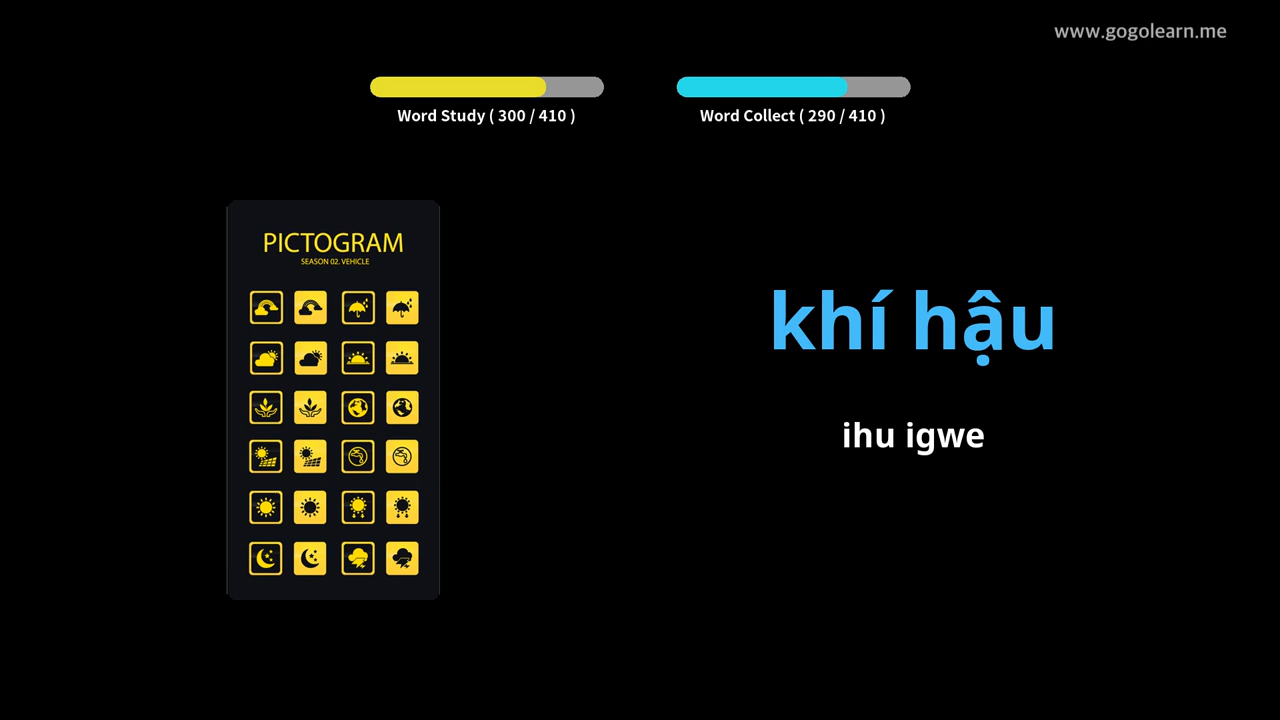 www.gogolearn.me
Word Study ( 300 / 410 )
Word Collect ( 290 / 410 )
PICTOGRAM
SEASON 02. VEHICLE
khí hậu
ihu igwe